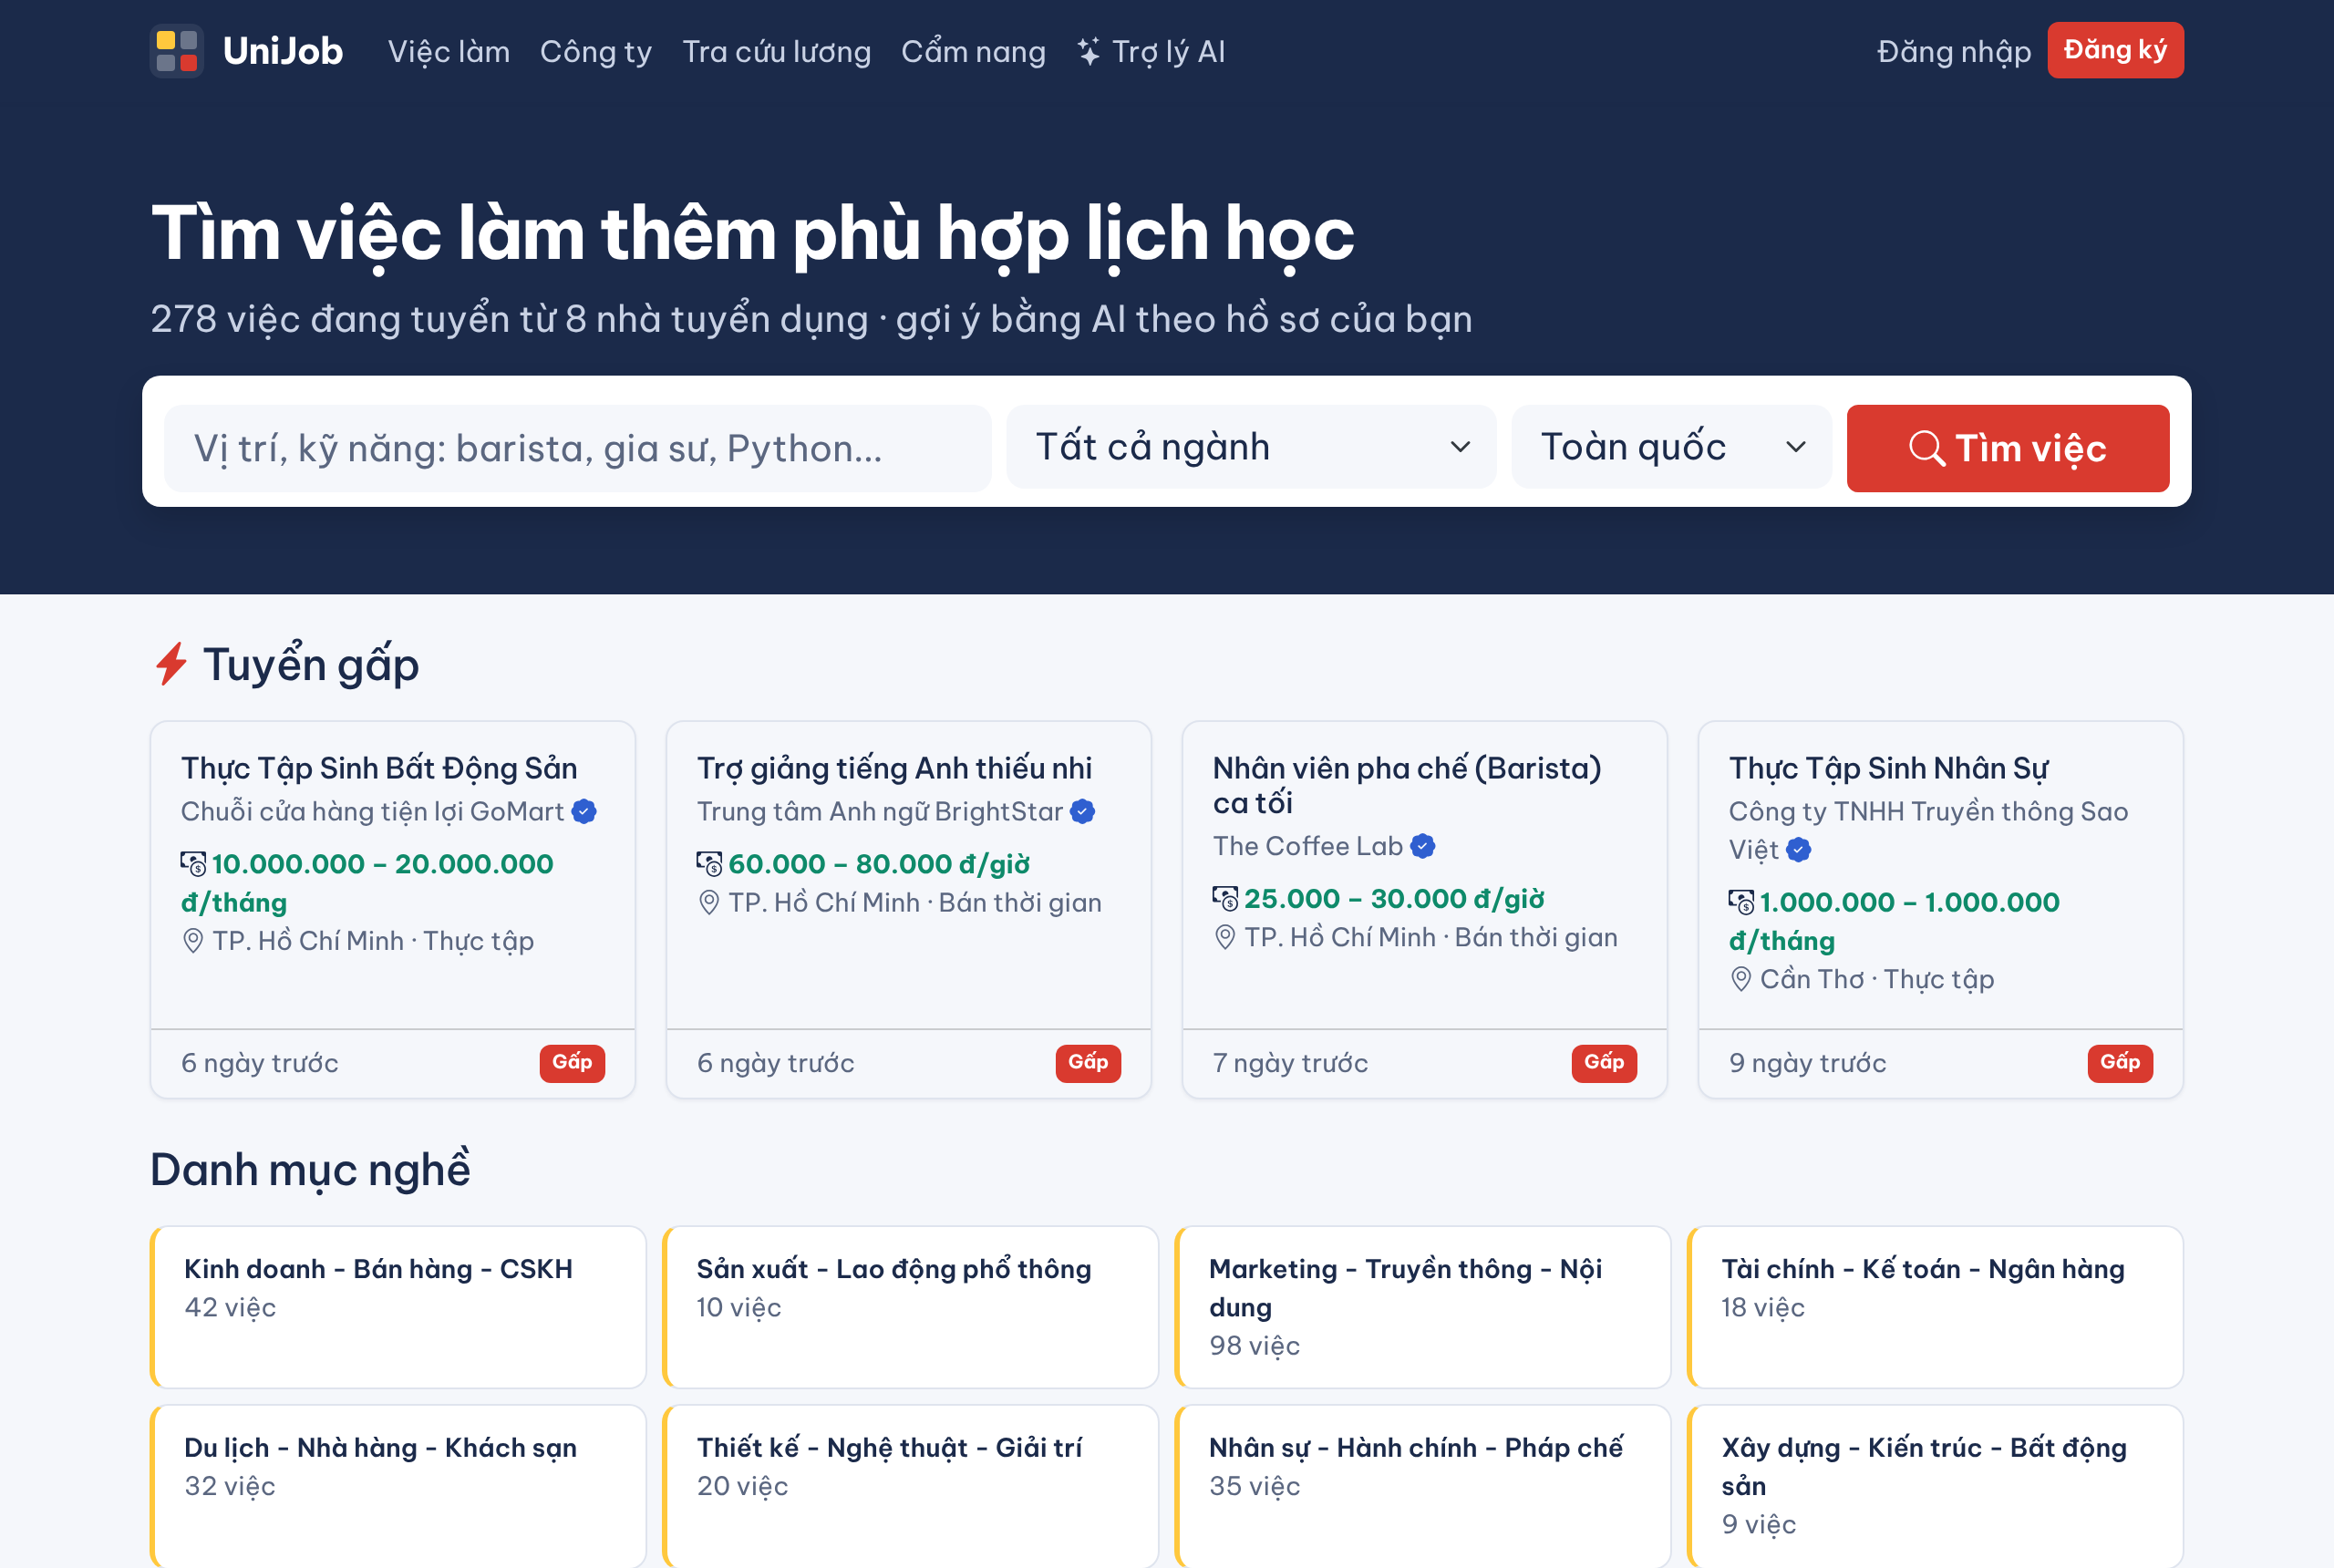 UniJob Việc làm Công ty Tra cứu lương Cẩm nang Trợ lý AI Đăng nhập Đăng ký
Tìm việc làm thêm phù hợp lịch học
278 việc đang tuyển từ 8 nhà tuyển dụng · gợi ý bằng AI theo hồ sơ của bạn
Vị trí, kỹ năng: barista, gia sư, Python... Tất cả ngành Toàn quốc Tìm việc
Tuyển gấp
Thực Tập Sinh Bất Động Sản
Chuỗi cửa hàng tiện lợi GoMart
10.000.000 – 20.000.000
đ/tháng
TP. Hồ Chí Minh · Thực tập
6 ngày trước Gấp
Trợ giảng tiếng Anh thiếu nhi
Trung tâm Anh ngữ BrightStar
60.000 – 80.000 đ/giờ
TP. Hồ Chí Minh · Bán thời gian
6 ngày trước Gấp
Nhân viên pha chế (Barista)
ca tối
The Coffee Lab
25.000 – 30.000 đ/giờ
TP. Hồ Chí Minh · Bán thời gian
7 ngày trước Gấp
Thực Tập Sinh Nhân Sự
Công ty TNHH Truyền thông Sao
Việt
1.000.000 – 1.000.000
đ/tháng
Cần Thơ · Thực tập
9 ngày trước Gấp
Danh mục nghề
Kinh doanh - Bán hàng - CSKH
42 việc
Sản xuất - Lao động phổ thông
10 việc
Marketing - Truyền thông - Nội
dung
98 việc
Tài chính - Kế toán - Ngân hàng
18 việc
Du lịch - Nhà hàng - Khách sạn
32 việc
Thiết kế - Nghệ thuật - Giải trí
20 việc
Nhân sự - Hành chính - Pháp chế
35 việc
Xây dựng - Kiến trúc - Bất động
sản
9 việc